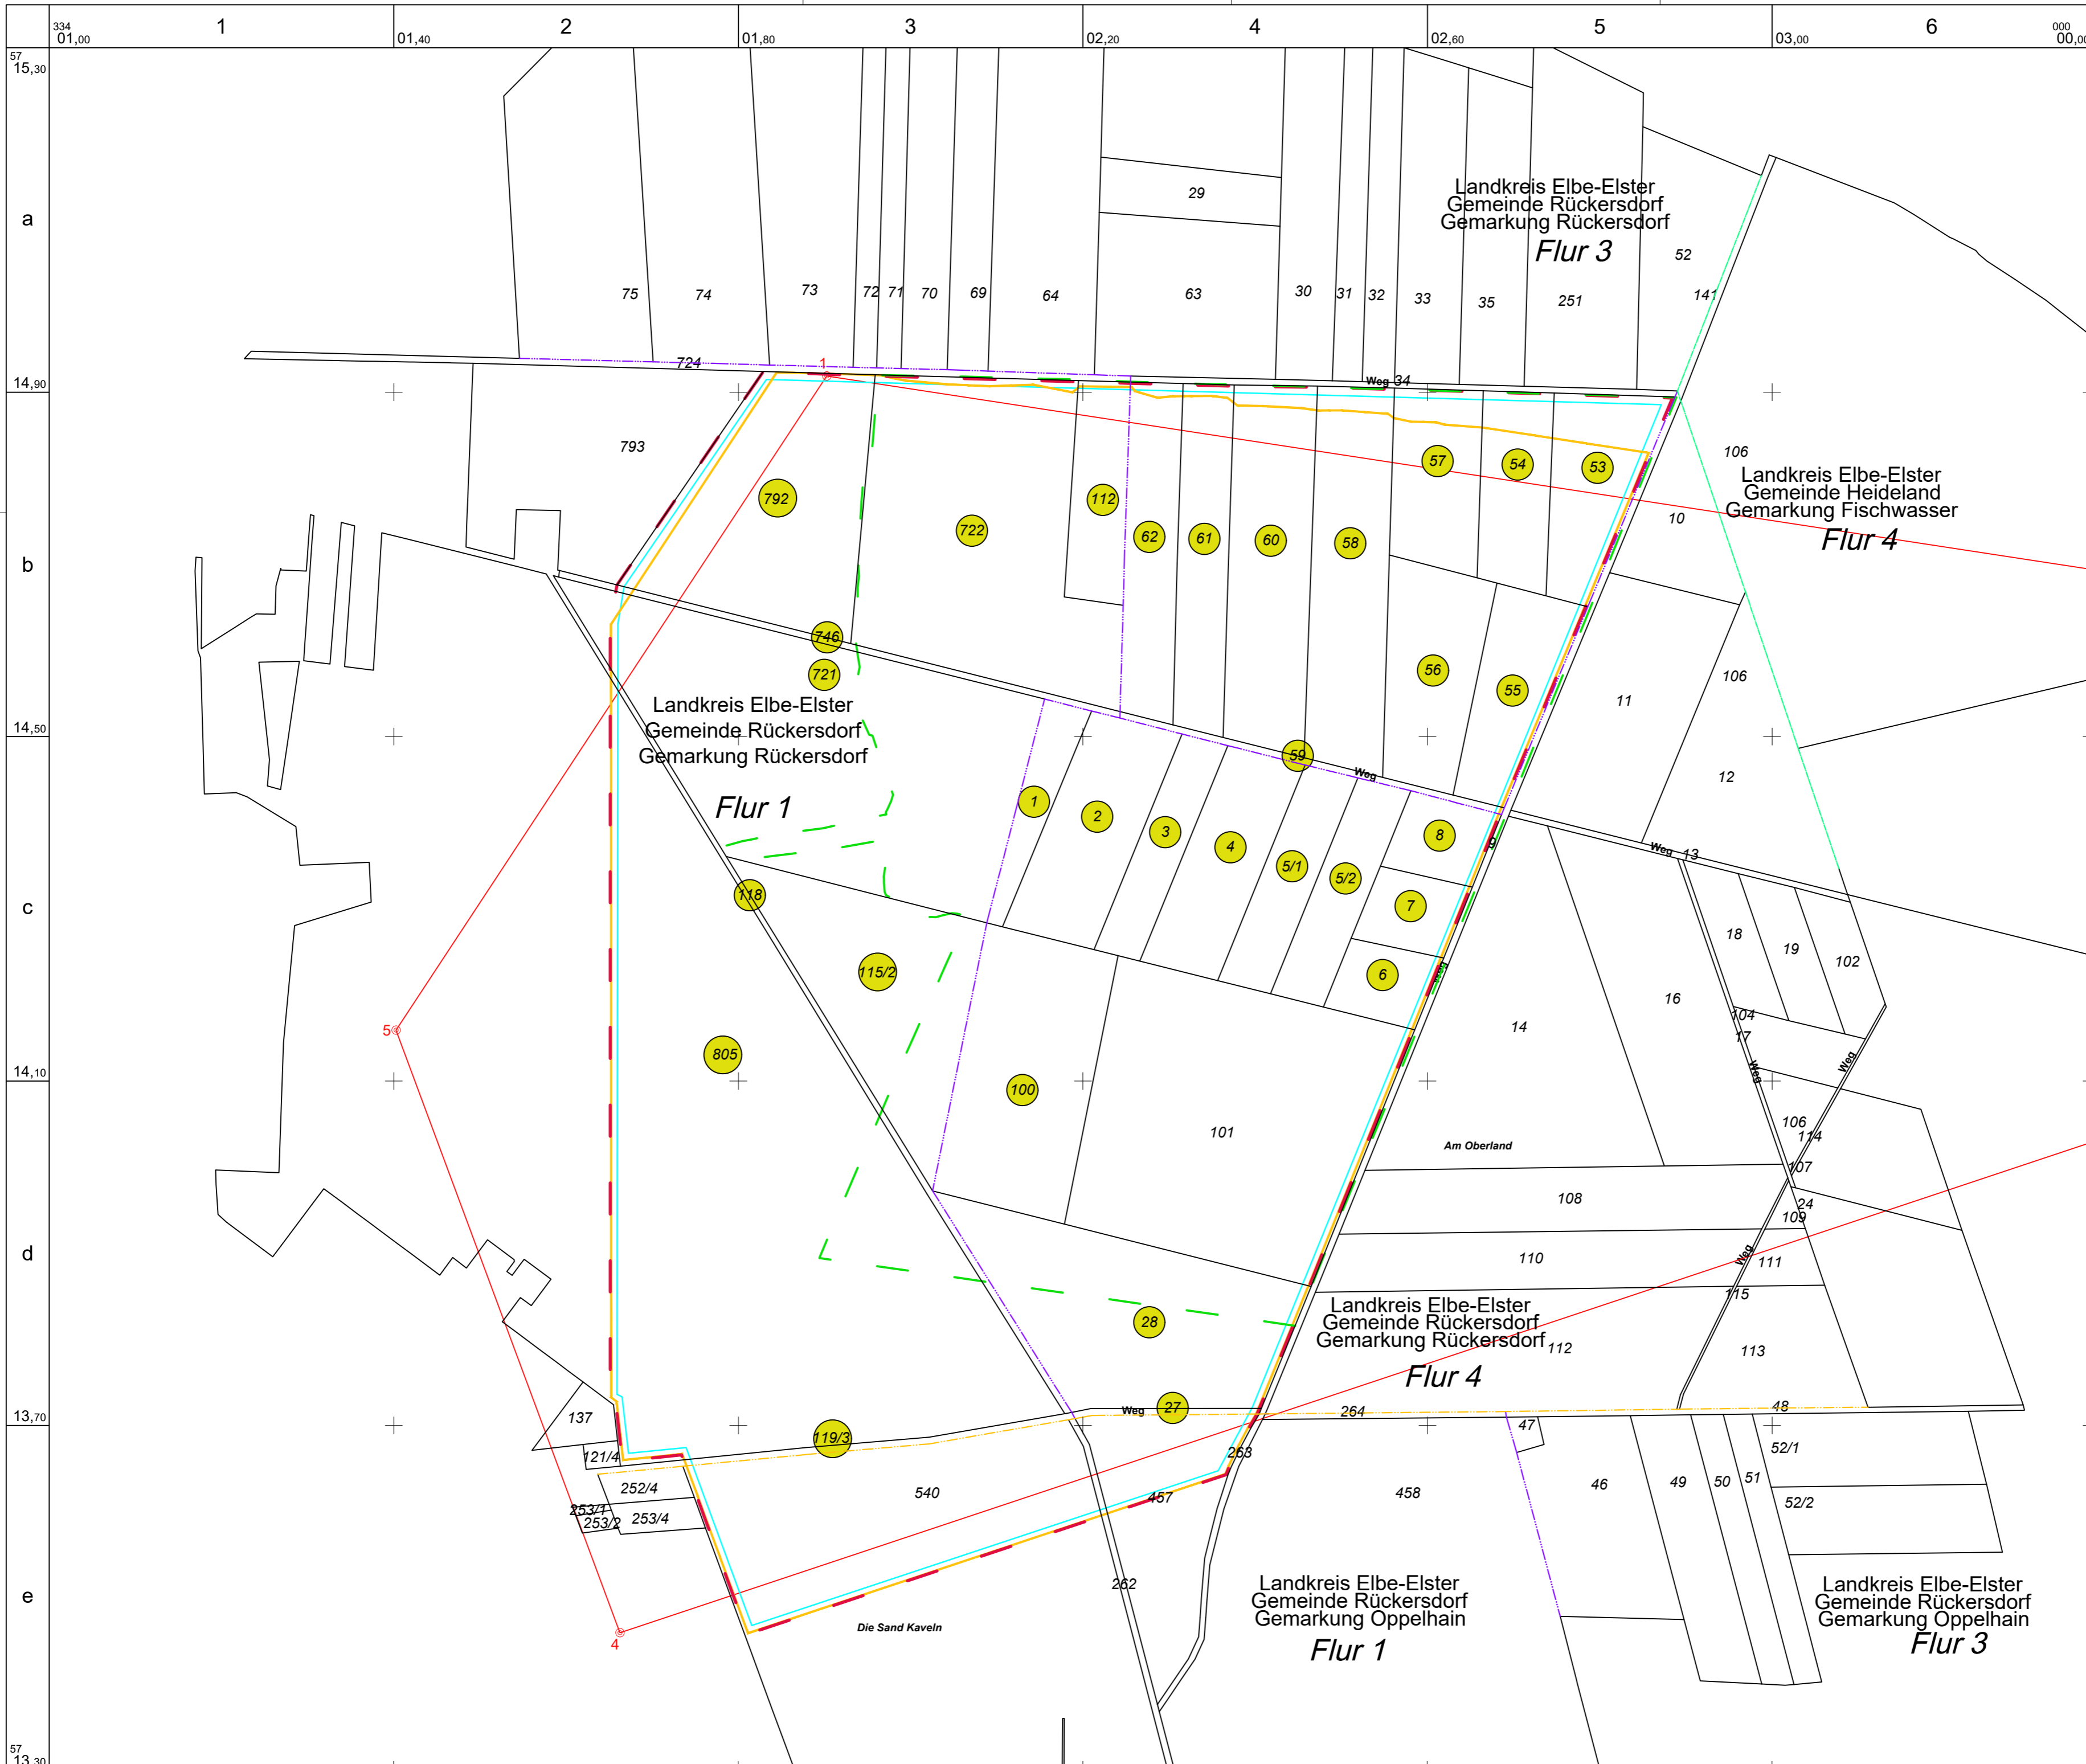 1 2 3 4 5 6
334 01,00 01,40 01,80 02,20 02,60 03,00 000 00,00
57 15,30
a
29
Landkreis Elbe-Elster
Gemeinde Rückersdorf
Gemarkung Rückersdorf
Flur 3
52
75 74 73 72 71 70 69 64 63 30 31 32 33 35 251 141
724 1
Weg 34
14,90
793
106
Landkreis Elbe-Elster
Gemeinde Heideland
Gemarkung Fischwasser
Flur 4
57 54 53
792 722 112 62 61 60 58
10
b
746
721
56 55
11 106
Landkreis Elbe-Elster
Gemeinde Rückersdorf
Gemarkung Rückersdorf
Flur 1
14,50
59
Weg
12
1 2 3 4 5/1 5/2 8
Weg 13
c
118
7
18 19 102
115/2
6
16
104
17
14
5
805
14,10
100
Weg
Weg
101
106
114
Am Oberland
107
108
24
109
d
110
Weg
111
115
Landkreis Elbe-Elster
Gemeinde Rückersdorf
Gemarkung Rückersdorf
Flur 4
28
112 113
Weg 27
264
48
13,70
137
119/3
47
263
121/4
52/1
252/4
540
457
458
46 49 50 51
52/2
253/1
253/2
253/4
262
e
Landkreis Elbe-Elster
Gemeinde Rückersdorf
Gemarkung Oppelhain
Flur 1
Landkreis Elbe-Elster
Gemeinde Rückersdorf
Gemarkung Oppelhain
Flur 3
Die Sand Kaveln
4
57 13,30